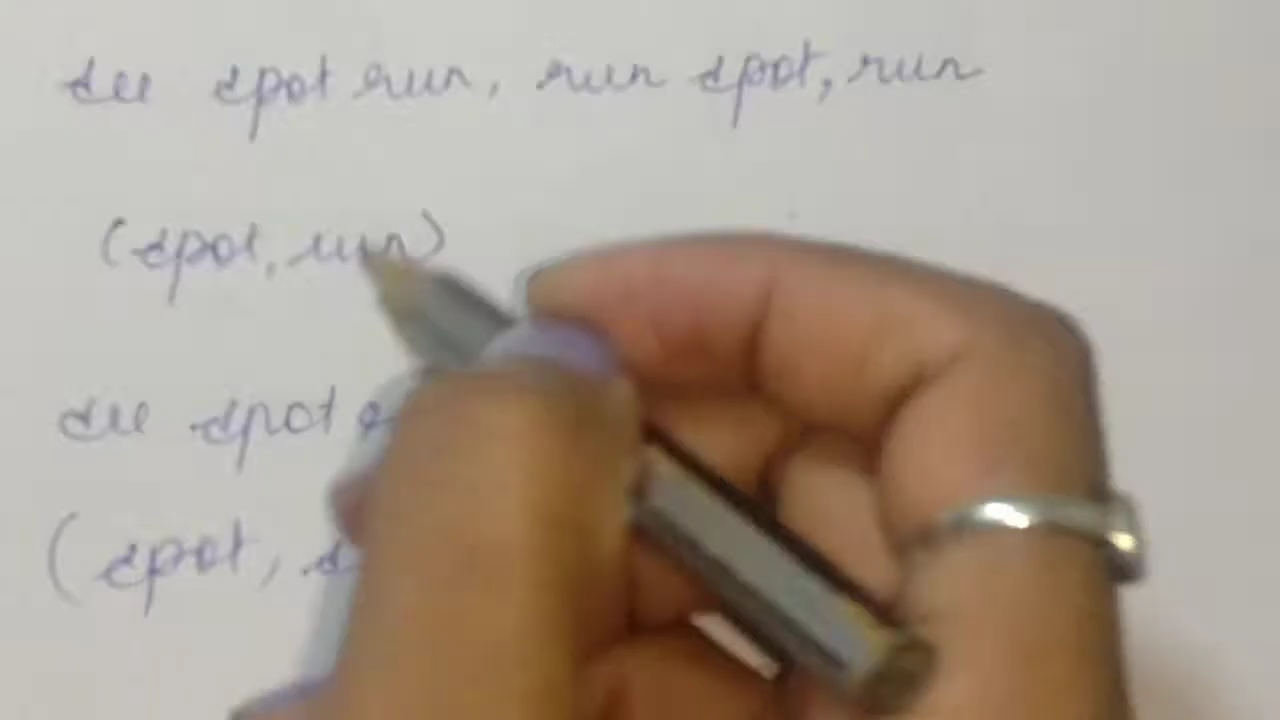 see spot run, run spot, run
(spot, run)
see spot
(spot,